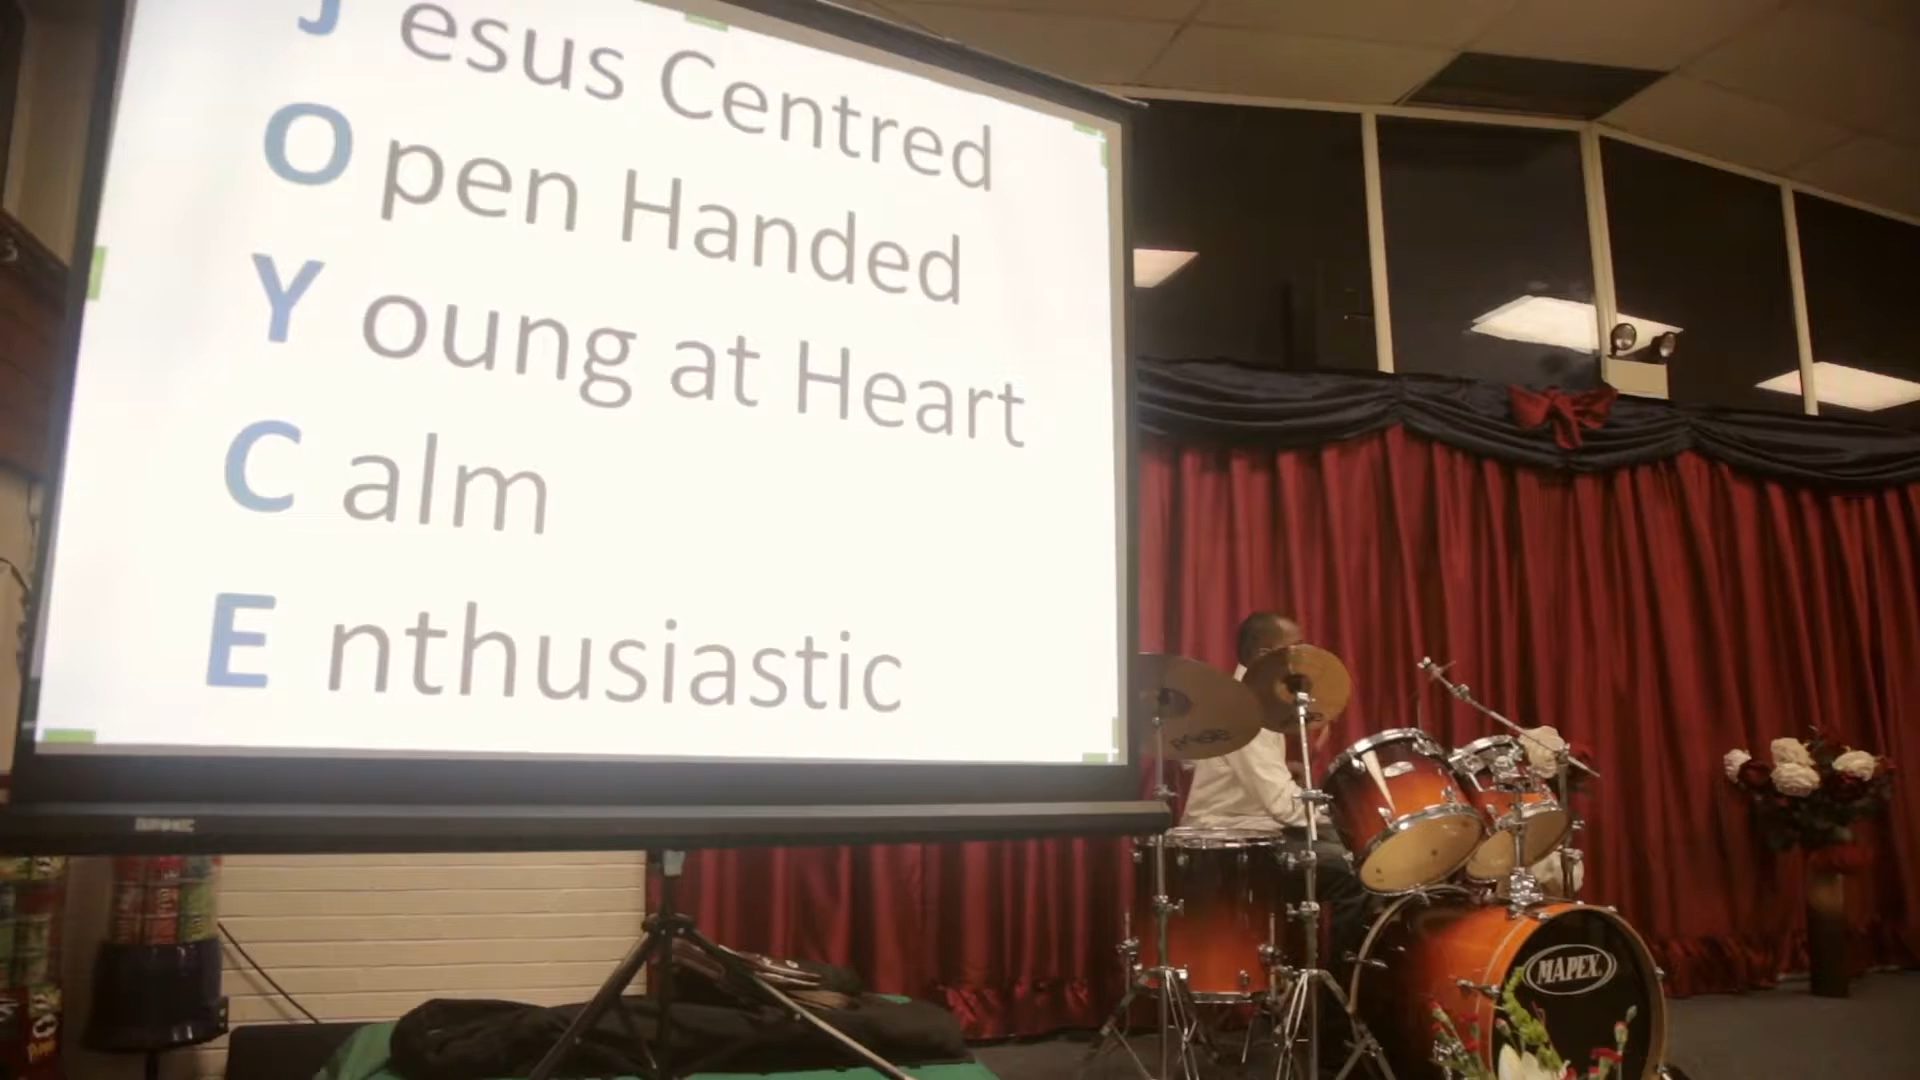 Jesus Centred
Open Handed
Young at Heart
Calm
Enthusiastic
MAPEX